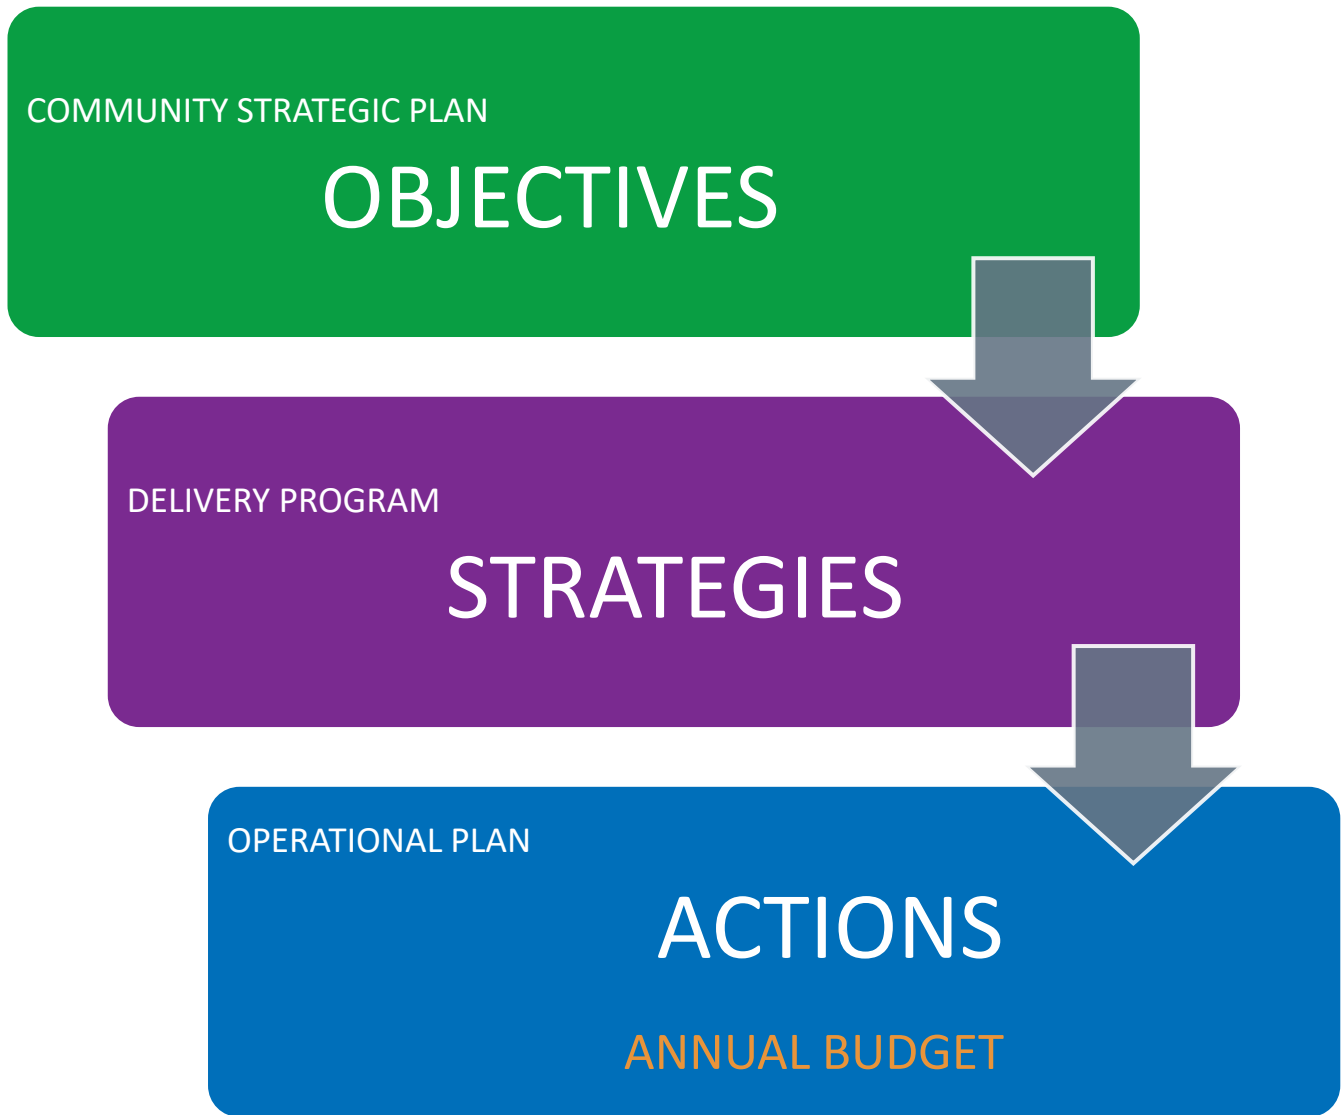 COMMUNITY STRATEGIC PLAN
OBJECTIVES
DELIVERY PROGRAM
STRATEGIES
OPERATIONAL PLAN
ACTIONS
ANNUAL BUDGET